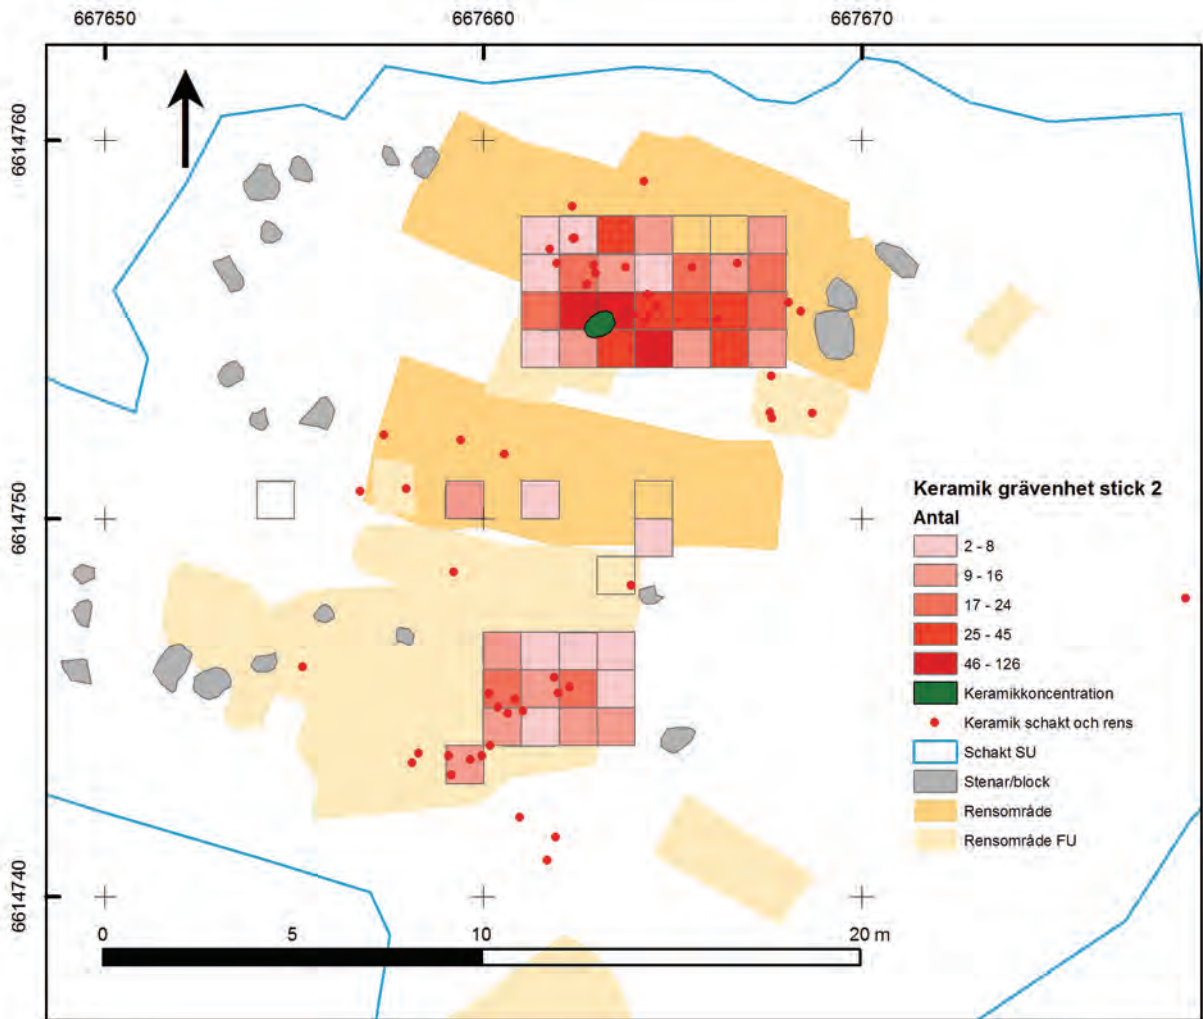 667650
667660
667670
6614760
6614750
6614740
Keramik grävenhet stick 2
Antal
2 - 8
9 - 16
17 - 24
25 - 45
46 - 126
Keramikkoncentration
Keramik schakt och rens
Schakt SU
Stenar/block
Rensområde
Rensområde FU
0 5 10 20 m